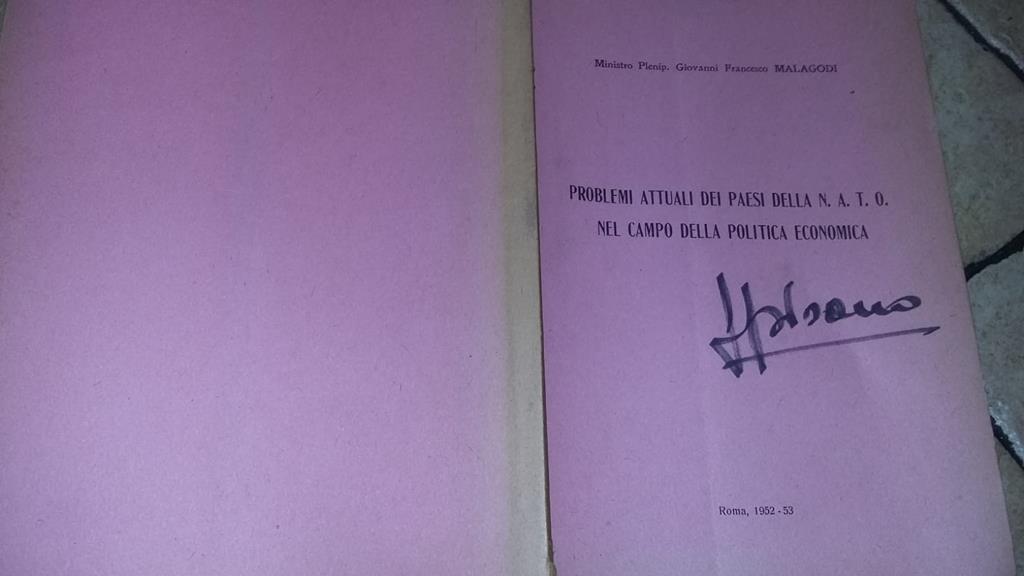 Ministro Plenip. Giovanni Francesco MALAGODI
PROBLEMI ATTUALI DEI PAESI DELLA N. A. T. O.
NEL CAMPO DELLA POLITICA ECONOMICA
Roma, 1952 - 53